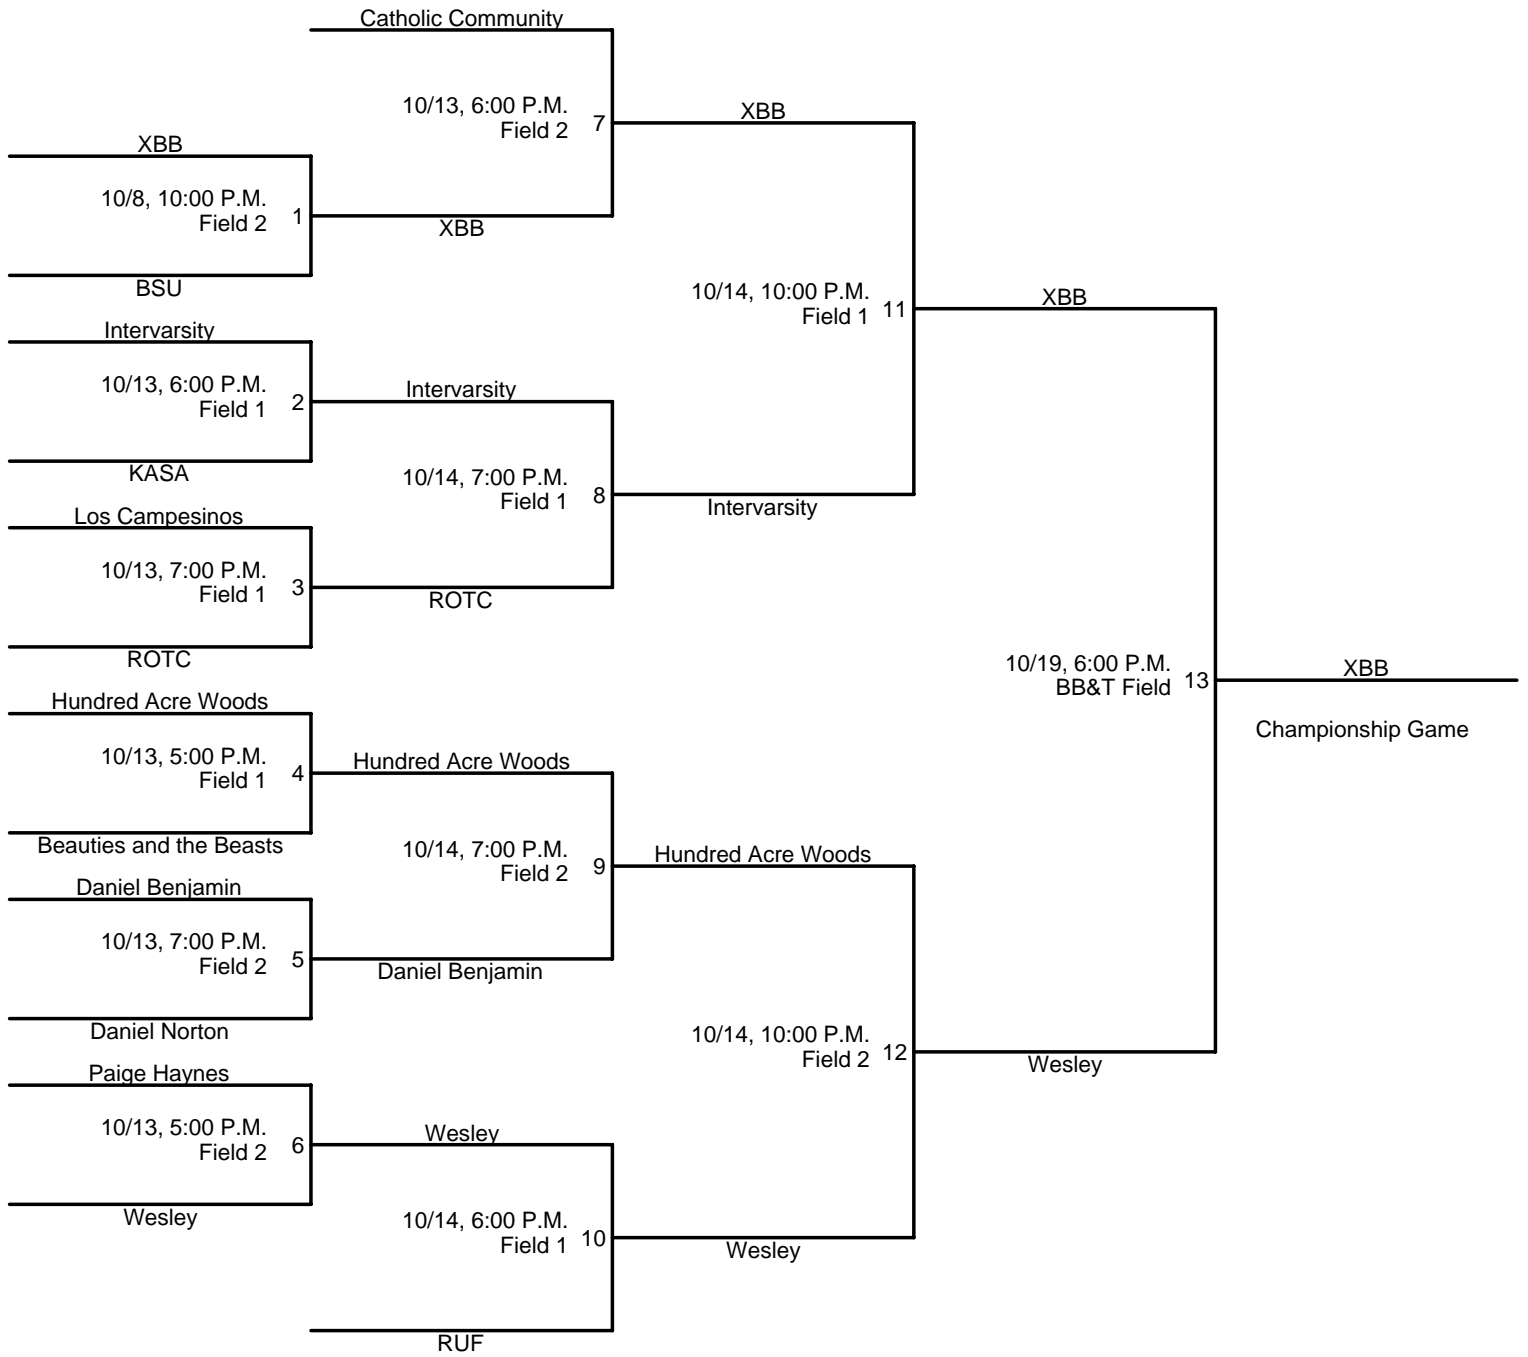 Catholic Community
10/13, 6:00 P.M.
Field 2
7
XBB
XBB
10/8, 10:00 P.M.
Field 2
1
XBB
BSU
10/14, 10:00 P.M.
Field 1
11
XBB
Intervarsity
10/13, 6:00 P.M.
Field 1
2
Intervarsity
KASA
10/14, 7:00 P.M.
Field 1
8
Intervarsity
Los Campesinos
10/13, 7:00 P.M.
Field 1
3
ROTC
ROTC
10/19, 6:00 P.M.
BB&T Field
13
XBB
Championship Game
Hundred Acre Woods
10/13, 5:00 P.M.
Field 1
4
Hundred Acre Woods
Beauties and the Beasts
10/14, 7:00 P.M.
Field 2
9
Hundred Acre Woods
Daniel Benjamin
10/13, 7:00 P.M.
Field 2
5
Daniel Benjamin
Daniel Norton
10/14, 10:00 P.M.
Field 2
12
Wesley
Paige Haynes
10/13, 5:00 P.M.
Field 2
6
Wesley
Wesley
10/14, 6:00 P.M.
Field 1
10
Wesley
RUF